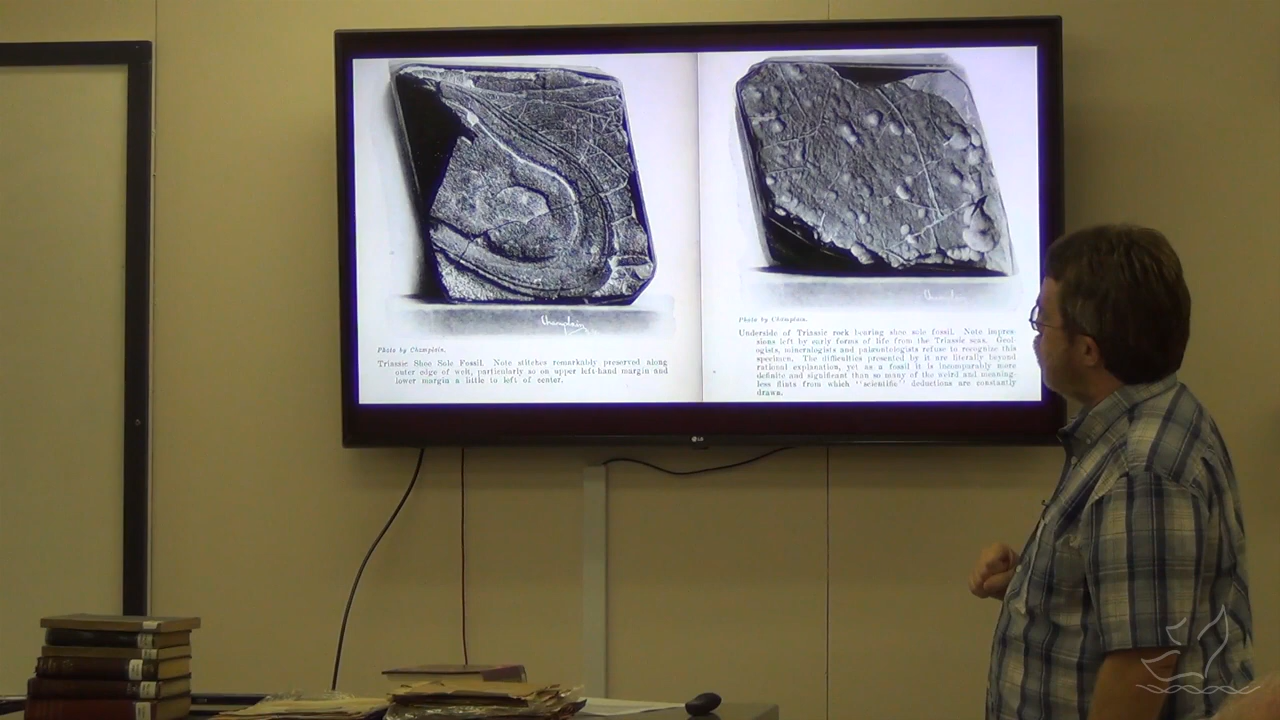 Champlain
Champlain
Photo by Champlain.
Triassic Shoe Sole Fossil. Note stitches remarkably preserved along
outer edge of welt, particularly so on upper left-hand margin and
lower margin a little to left of center.
Photo by Champlain.
Underside of Triassic rock bearing shoe sole fossil. Note impres-
sions left by early forms of life from the Triassic seas. Geol-
ogists, mineralogists and palæontologists refuse to recognize this
specimen. The difficulties presented by it are literally beyond
rational explanation, yet as a fossil it is incomparably more
definite and significant than so many of the weird and meaning-
less flints from which "scientific" deductions are constantly
drawn.
LG